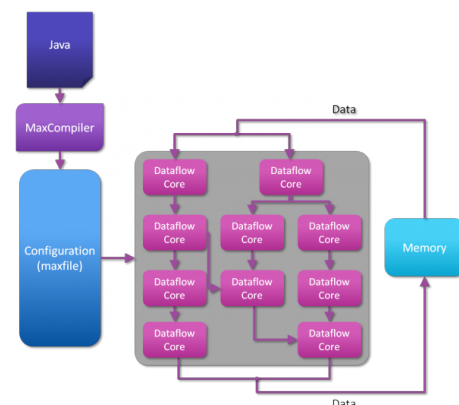 Java
MaxCompiler
Configuration
(maxfile)
Data
Dataflow
Core
Dataflow
Core
Dataflow
Core
Dataflow
Core
Dataflow
Core
Dataflow
Core
Dataflow
Core
Dataflow
Core
Dataflow
Core
Dataflow
Core
Memory
Data